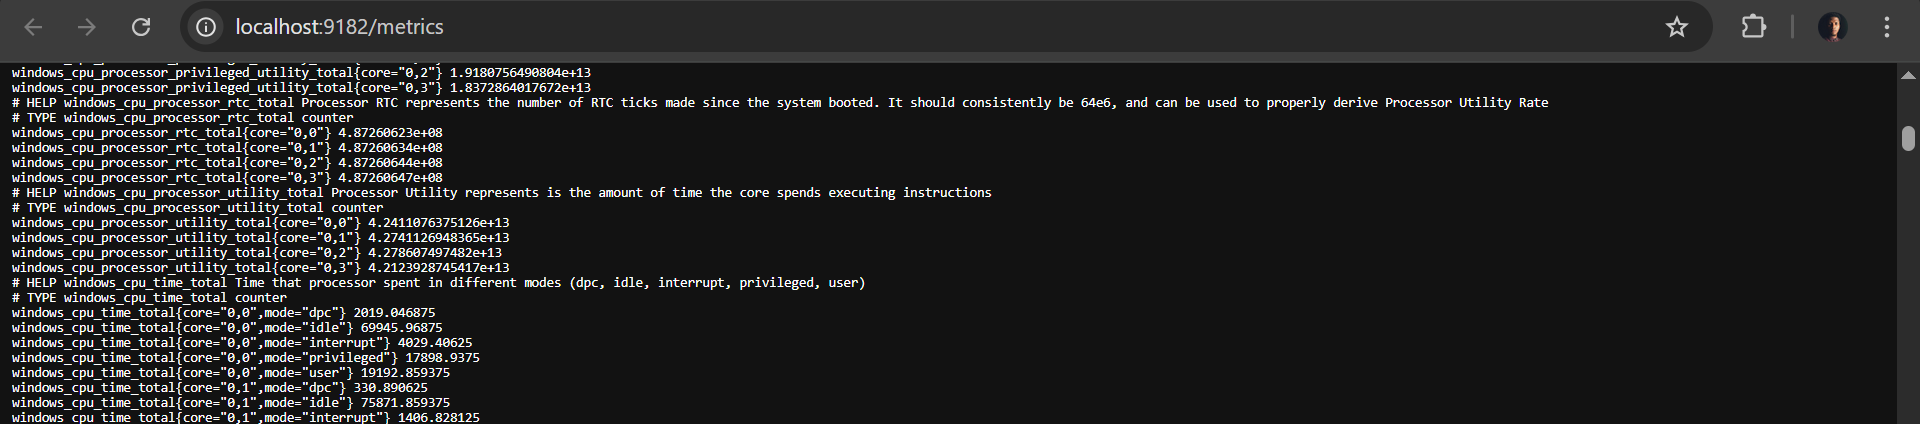 localhost:9182/metrics
windows_cpu_processor_privileged_utility_total{core="0,2"} 1.9180756490804e+13
windows_cpu_processor_privileged_utility_total{core="0,3"} 1.8372864017672e+13
# HELP windows_cpu_processor_rtc_total Processor RTC represents the number of RTC ticks made since the system booted. It should consistently be 64e6, and can be used to properly derive Processor Utility Rate
# TYPE windows_cpu_processor_rtc_total counter
windows_cpu_processor_rtc_total{core="0,0"} 4.87260623e+08
windows_cpu_processor_rtc_total{core="0,1"} 4.87260634e+08
windows_cpu_processor_rtc_total{core="0,2"} 4.87260644e+08
windows_cpu_processor_rtc_total{core="0,3"} 4.87260647e+08
# HELP windows_cpu_processor_utility_total Processor Utility represents is the amount of time the core spends executing instructions
# TYPE windows_cpu_processor_utility_total counter
windows_cpu_processor_utility_total{core="0,0"} 4.2411076375126e+13
windows_cpu_processor_utility_total{core="0,1"} 4.2741126948365e+13
windows_cpu_processor_utility_total{core="0,2"} 4.278607497482e+13
windows_cpu_processor_utility_total{core="0,3"} 4.2123928745417e+13
# HELP windows_cpu_time_total Time that processor spent in different modes (dpc, idle, interrupt, privileged, user)
# TYPE windows_cpu_time_total counter
windows_cpu_time_total{core="0,0",mode="dpc"} 2019.046875
windows_cpu_time_total{core="0,0",mode="idle"} 69945.96875
windows_cpu_time_total{core="0,0",mode="interrupt"} 4029.40625
windows_cpu_time_total{core="0,0",mode="privileged"} 17898.9375
windows_cpu_time_total{core="0,0",mode="user"} 19192.859375
windows_cpu_time_total{core="0,1",mode="dpc"} 330.890625
windows_cpu_time_total{core="0,1",mode="idle"} 75871.859375
windows_cpu_time_total{core="0,1",mode="interrupt"} 1406.828125